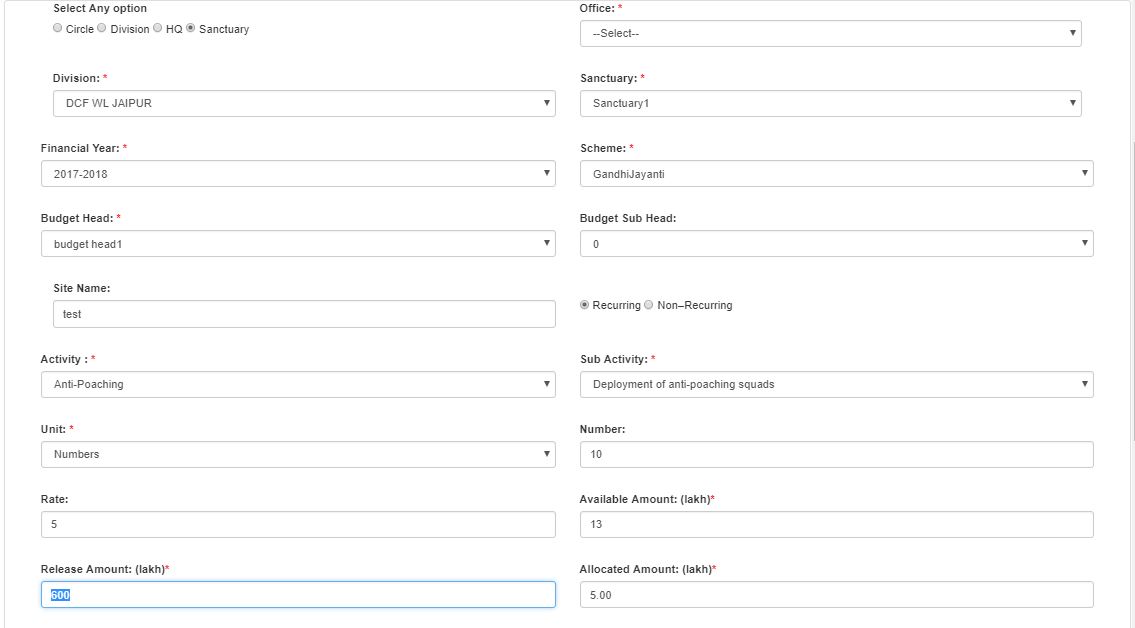 Select Any option
Office: *
Circle Division HQ Sanctuary
--Select--
Division: *
Sanctuary: *
DCF WL JAIPUR
Sanctuary1
Financial Year: *
Scheme: *
2017-2018
GandhiJayanti
Budget Head: *
Budget Sub Head:
budget head1
0
Site Name:
test
Recurring Non–Recurring
Activity : *
Sub Activity: *
Anti-Poaching
Deployment of anti-poaching squads
Unit: *
Number:
Numbers
10
Rate:
Available Amount: (lakh)*
5
13
Release Amount: (lakh)*
Allocated Amount: (lakh)*
600
5.00